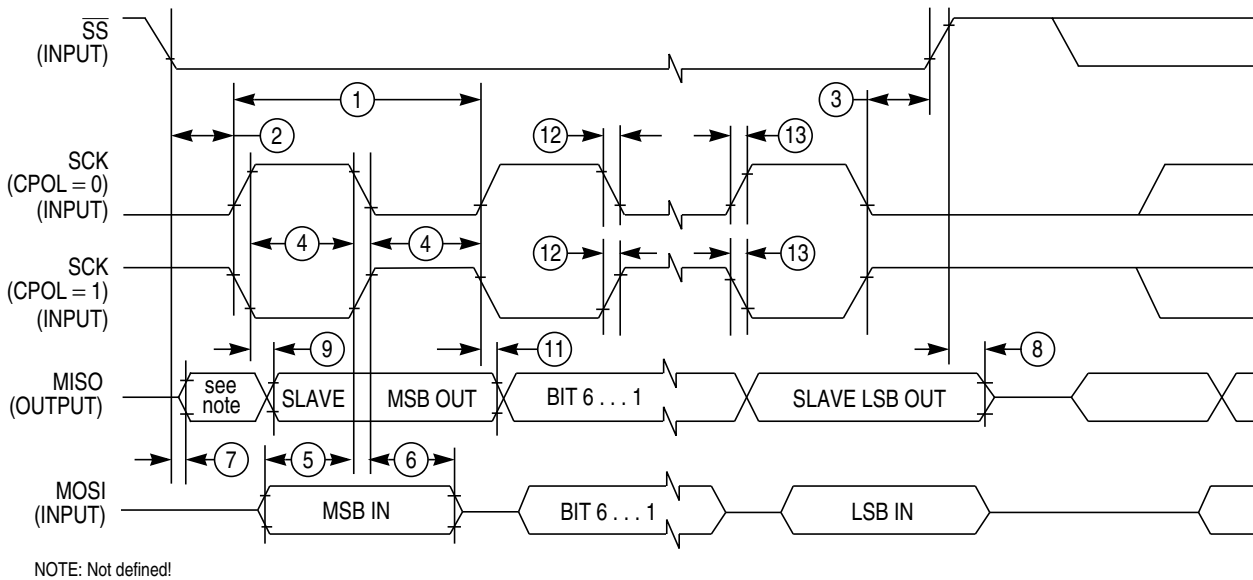 SS
(INPUT)
1
3
2
12
13
SCK
(CPOL = 0)
(INPUT)
4
4
SCK
(CPOL = 1)
(INPUT)
12
13
9
11
8
MISO
(OUTPUT)
see
note
SLAVE
MSB OUT
BIT 6 . . . 1
SLAVE LSB OUT
7
5
6
MOSI
(INPUT)
MSB IN
BIT 6 . . . 1
LSB IN
NOTE: Not defined!